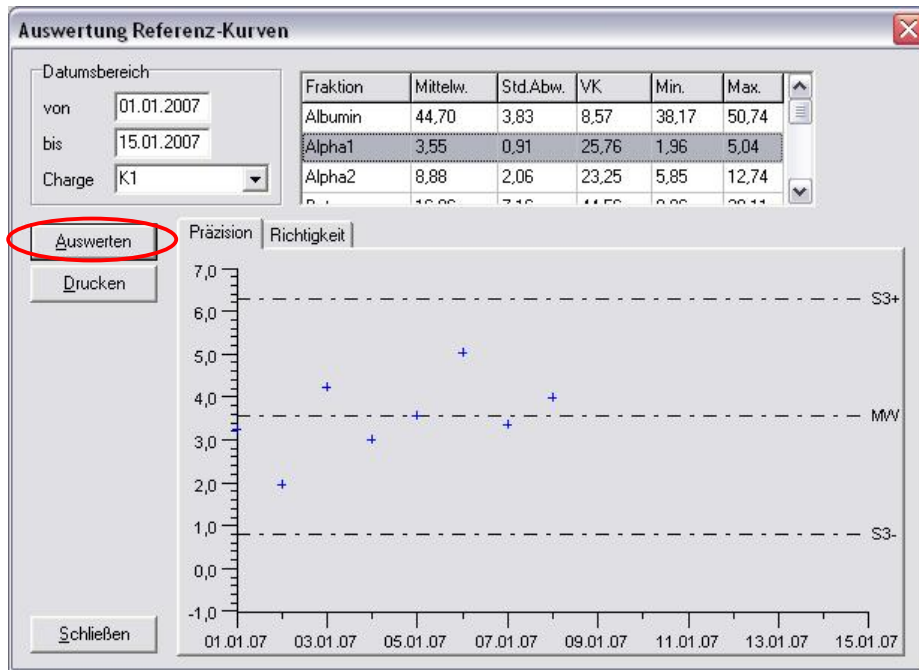 Auswertung Referenz-Kurven
Datumsbereich
von 01.01.2007
bis 15.01.2007
Charge K1
Fraktion Mittelw. Std.Abw. VK Min. Max.
Albumin 44,70 3,83 8,57 38,17 50,74
Alpha1 3,55 0,91 25,76 1,96 5,04
Alpha2 8,88 2,06 23,25 5,85 12,74
Auswerten
Drucken
Präzision Richtigkeit
7,0
S3+
6,0
5,0
4,0
MW
3,0
2,0
1,0
S3-
0,0
-1,0
01.01.07 03.01.07 05.01.07 07.01.07 09.01.07 11.01.07 13.01.07 15.01.07
Schließen